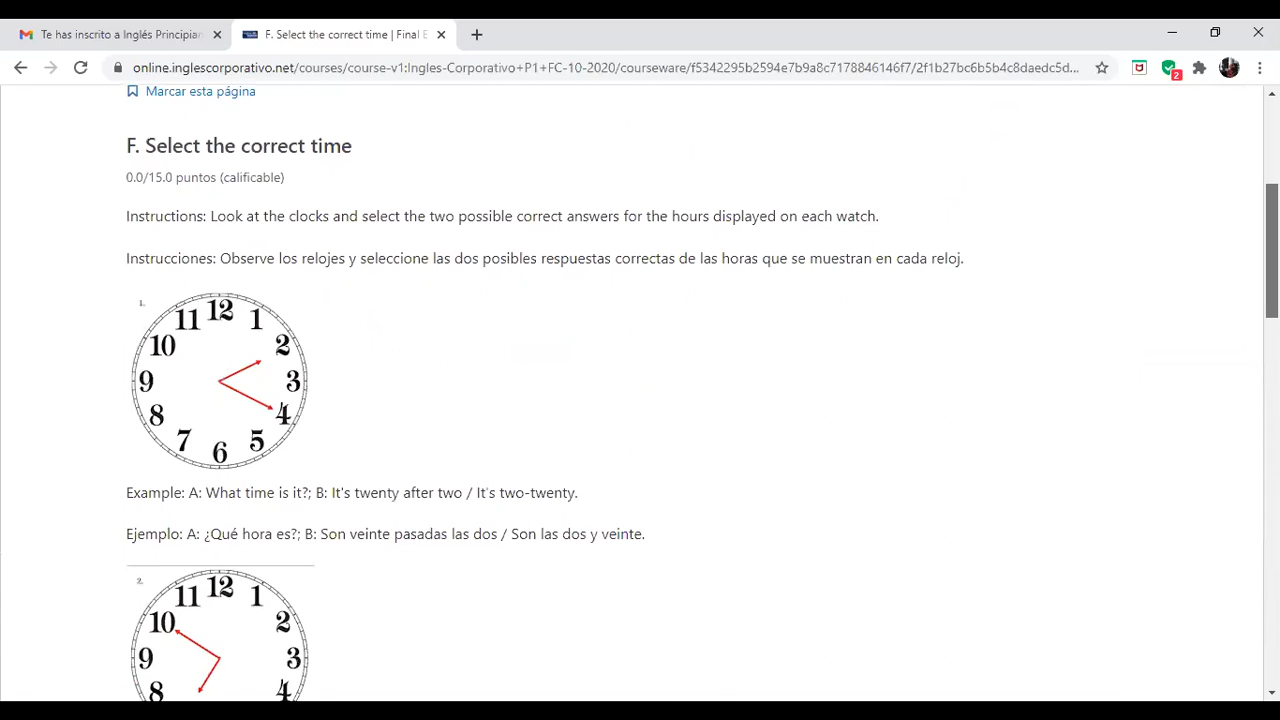 Te has inscrito a Inglés Principian
F. Select the correct time | Final E
online.inglescorporativo.net/courses/course-v1:Ingles-Corporativo+P1+FC-10-2020/courseware/f5342295b2594e7b9a8c7178846146f7/2f1b27bc6b5b4c8daedc5d...
2
Marcar esta página
F. Select the correct time
0.0/15.0 puntos (calificable)
Instructions: Look at the clocks and select the two possible correct answers for the hours displayed on each watch.
Instrucciones: Observe los relojes y seleccione las dos posibles respuestas correctas de las horas que se muestran en cada reloj.
1.
12
11 1
10 2
9 3
8 4
7 5
6
Example: A: What time is it?; B: It's twenty after two / It's two-twenty.
Ejemplo: A: ¿Qué hora es?; B: Son veinte pasadas las dos / Son las dos y veinte.
2.
12
11 1
10 2
9 3
8 4